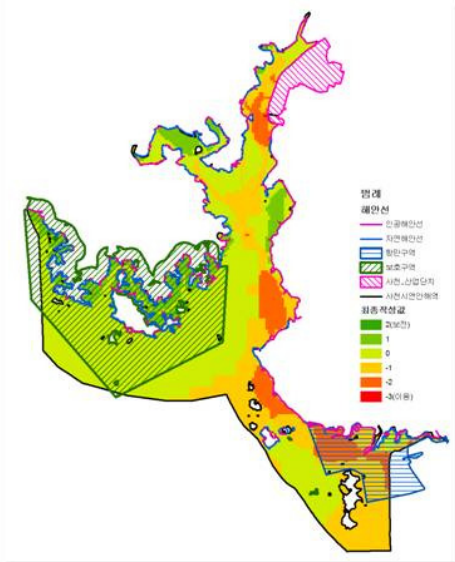 범례
해안선
인공해안선
자연해안선
항만구역
보호구역
사천_산업단지
사천시연안해역
최종적성값
2(보전)
1
0
-1
-2
-3(이용)